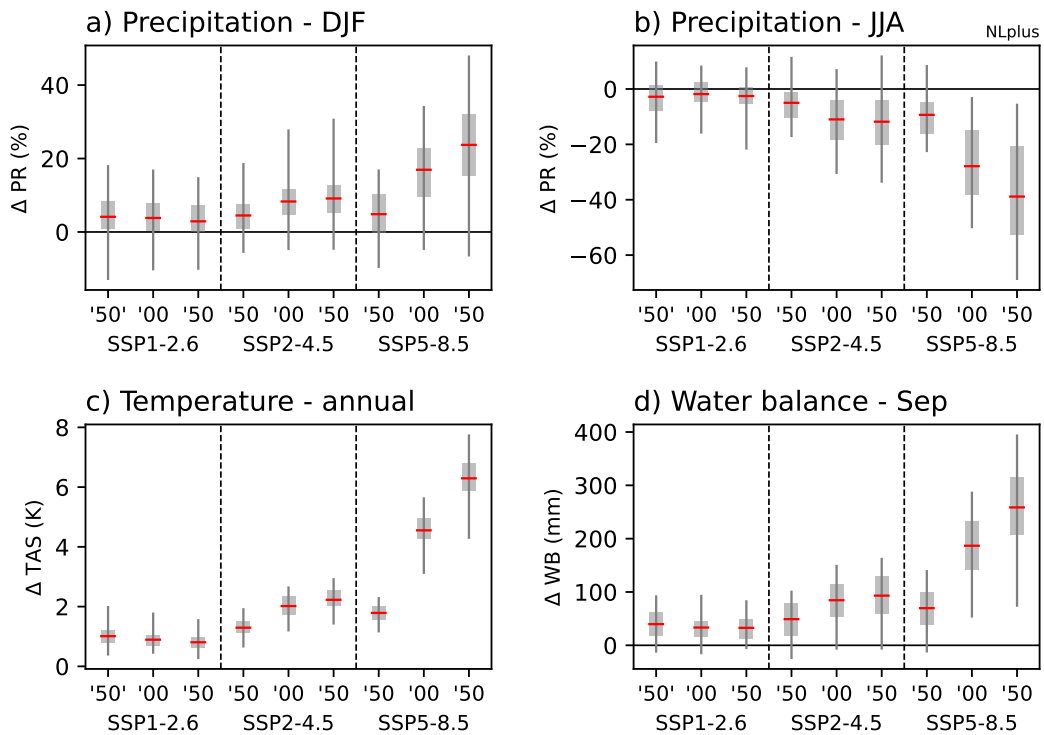 a) Precipitation - DJF
Δ PR (%)
40
20
0
'50' '00 '50 '50 '00 '50 '50 '00 '50
SSP1-2.6 SSP2-4.5 SSP5-8.5
b) Precipitation - JJA
NLplus
Δ PR (%)
0
−20
−40
−60
'50' '00 '50 '50 '00 '50 '50 '00 '50
SSP1-2.6 SSP2-4.5 SSP5-8.5
c) Temperature - annual
Δ TAS (K)
8
6
4
2
0
'50' '00 '50 '50 '00 '50 '50 '00 '50
SSP1-2.6 SSP2-4.5 SSP5-8.5
d) Water balance - Sep
Δ WB (mm)
400
300
200
100
0
'50' '00 '50 '50 '00 '50 '50 '00 '50
SSP1-2.6 SSP2-4.5 SSP5-8.5